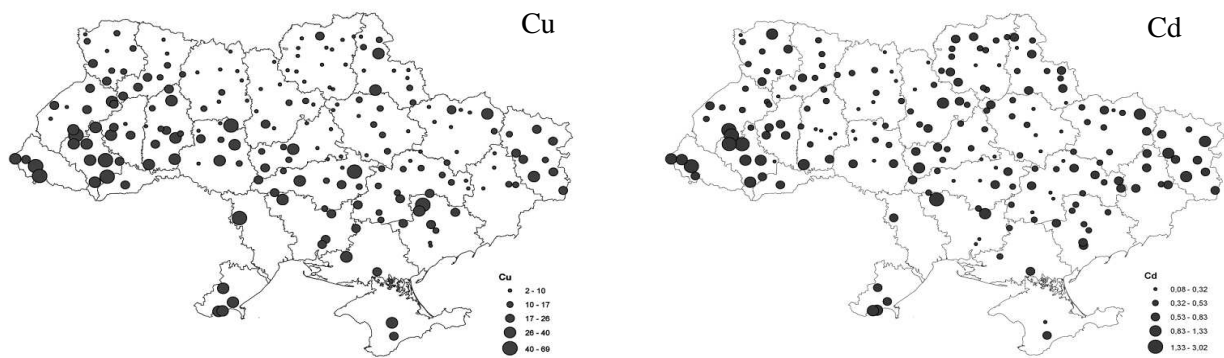 Cu
Cu
2 - 10
10 - 17
17 - 26
26 - 40
40 - 69
Cd
Cd
0,08 - 0,32
0,32 - 0,53
0,53 - 0,83
0,83 - 1,33
1,33 - 3,02